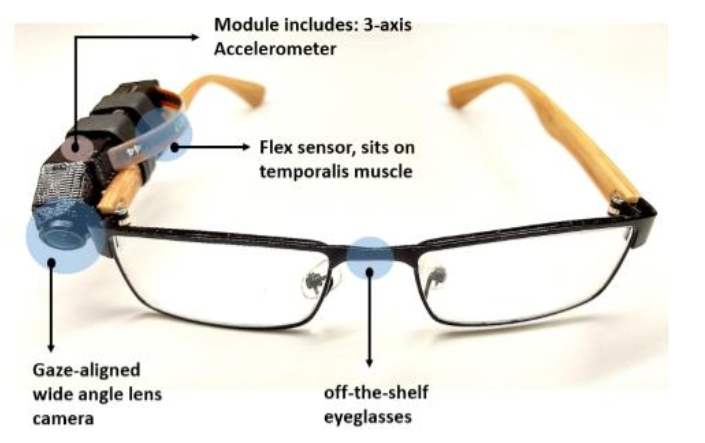 Module includes: 3-axis
Accelerometer
Flex sensor, sits on
temporalis muscle
Gaze-aligned
wide angle lens
camera
off-the-shelf
eyeglasses